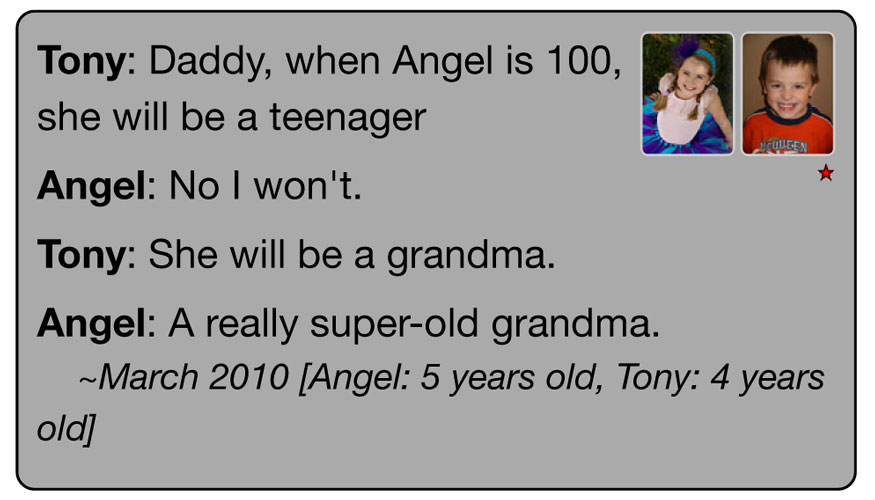 Tony: Daddy, when Angel is 100,
she will be a teenager
Angel: No I won't.
Tony: She will be a grandma.
Angel: A really super-old grandma.
~March 2010 [Angel: 5 years old, Tony: 4 years
old]